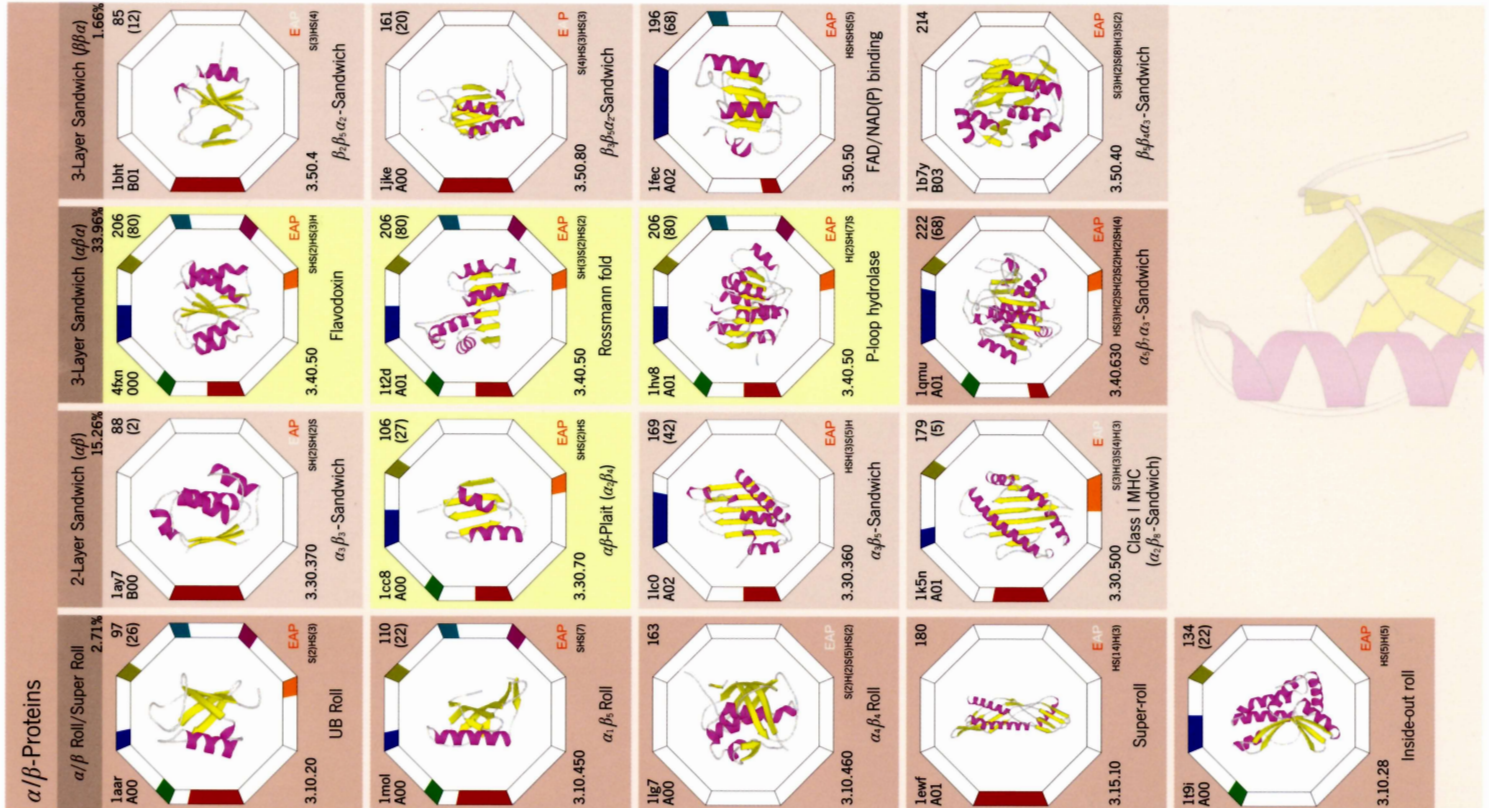 α/β-Proteins
α/β Roll/Super Roll
2.71%
2-Layer Sandwich (αβ)
15.26%
3-Layer Sandwich (αβα)
33.96%
3-Layer Sandwich (ββα)
1.66%
1aar
A00
97
(26)
3.10.20
EAP
S(2)HS(3)
UB Roll
1ay7
B00
88
(2)
3.30.370
EAP
SH(2)SH(2)S
α₃β₃-Sandwich
4fxn
000
206
(80)
3.40.50
EAP
SHS(2)HS(3)H
Flavodoxin
1bht
B01
85
(12)
3.50.4
EAP
S(3)HS(4)
β₂β₅α₂-Sandwich
1mol
A00
110
(22)
3.10.450
EAP
SHS(7)
α₁β₅ Roll
1cc8
A00
106
(27)
3.30.70
EAP
SHS(2)HS
αβ-Plait (α₂β₄)
1t2d
A01
206
(80)
3.40.50
EAP
SH(3)S(2)HS(2)
Rossmann fold
1jke
A00
161
(20)
3.50.80
EAP
S(4)HS(3)HS(3)
β₃β₅α₂-Sandwich
1lg7
A00
163
3.10.460
EAP
S(2)H(2)S(5)HS(2)
α₄β₄ Roll
1lc0
A02
169
(42)
3.30.360
EAP
HSH(3)S(5)H
α₃β₅-Sandwich
1hv8
A01
206
(80)
3.40.50
EAP
H(2)SH(7)S
P-loop hydrolase
1fec
A02
196
(68)
3.50.50
EAP
HSHSHS(5)
FAD/NAD(P) binding
1ewf
A01
180
3.15.10
EAP
HS(14)H(3)
Super-roll
1k5n
A01
179
(5)
3.30.500
EAP
S(3)H(3)S(4)H(3)
Class I MHC
(α₂β₈-Sandwich)
1qmu
A01
222
(68)
3.40.630
EAP
HS(3)H(2)SH(2)S(2)H(2)SH(4)
α₅β₇α₃-Sandwich
1b7y
B03
214
3.50.40
EAP
S(3)H(2)S(8)H(3)S(2)
β₅β₄α₃-Sandwich
1t9i
A00
134
(22)
3.10.28
EAP
HS(5)H(5)
Inside-out roll